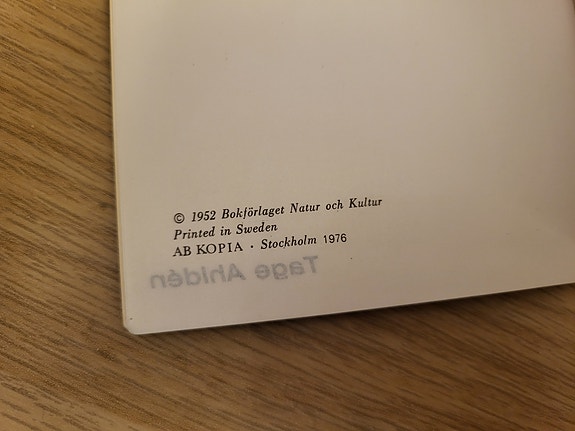 © 1952 Bokförlaget Natur och Kultur
Printed in Sweden
AB KOPIA · Stockholm 1976
Tage Ahldén